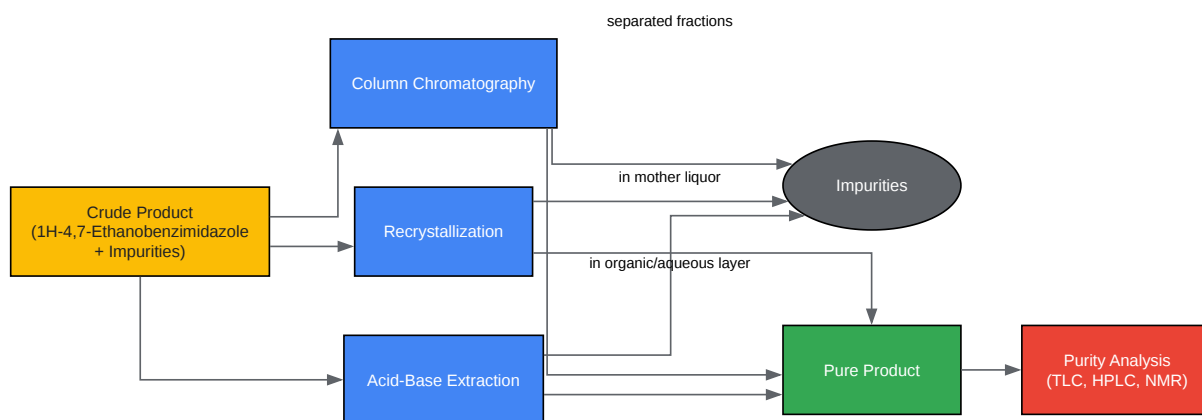 separated fractions
Column Chromatography
in mother liquor
Impurities
Crude Product
(1H-4,7-Ethanobenzimidazole
+ Impurities)
Recrystallization
in organic/aqueous layer
Acid-Base Extraction
Pure Product
Purity Analysis
(TLC, HPLC, NMR)